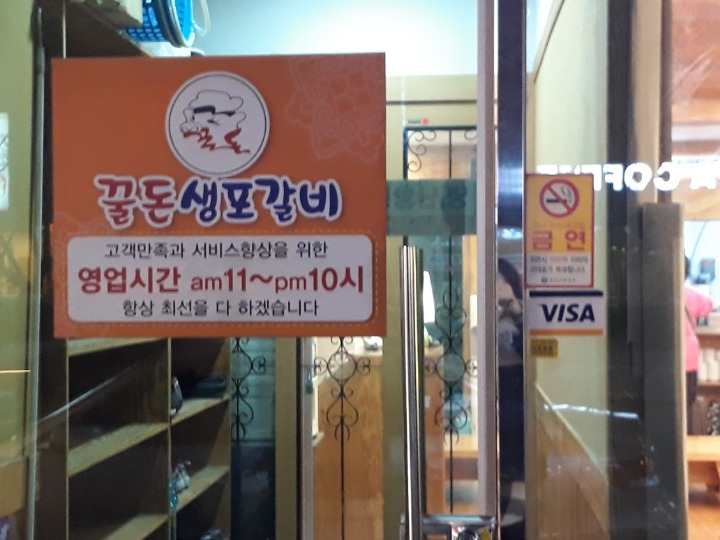 꿀돈생포갈비
고객만족과 서비스향상을 위한
영업시간 am11~pm10시
항상 최선을 다 하겠습니다
금연
VISA